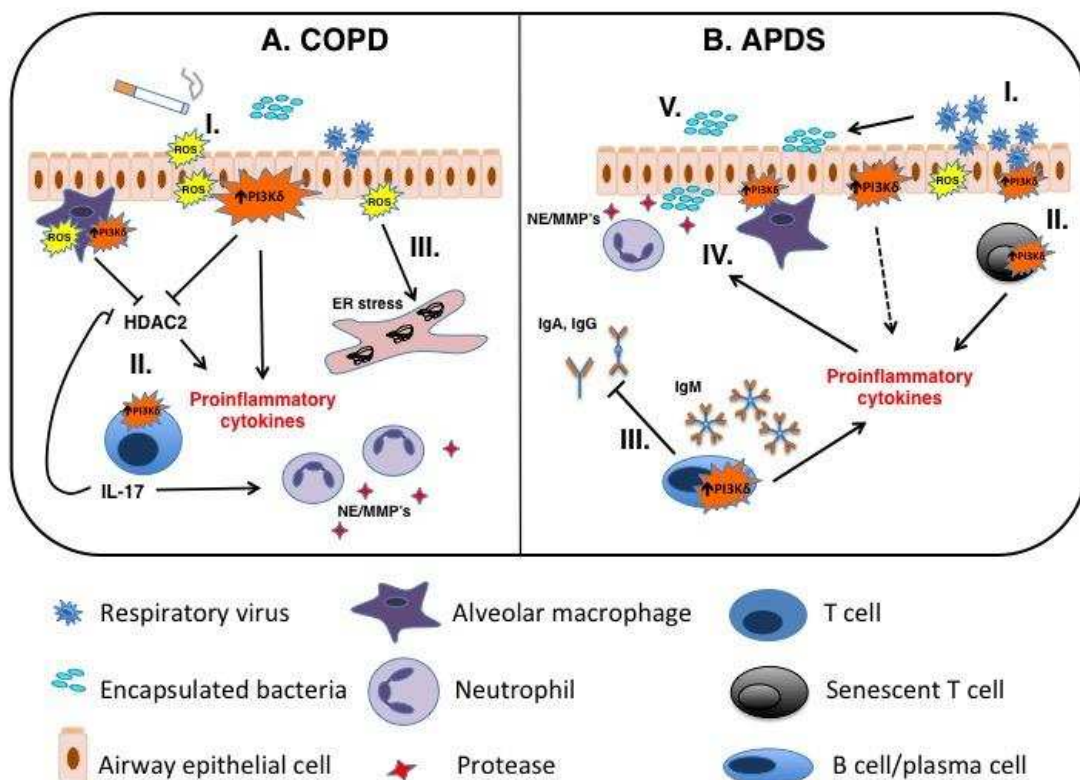 A. COPD
I.
ROS
ROS
↑PI3Kδ
ROS
ROS
↑PI3Kδ
III.
ER stress
HDAC2
II.
↑PI3Kδ
Proinflammatory
cytokines
IL-17
NE/MMP's
B. APDS
V.
I.
↑PI3Kδ
↑PI3Kδ
ROS
↑PI3Kδ
NE/MMP's
II.
↑PI3Kδ
IV.
IgA, IgG
IgM
Proinflammatory
cytokines
III.
↑PI3Kδ
Respiratory virus
Alveolar macrophage
T cell
Encapsulated bacteria
Neutrophil
Senescent T cell
Airway epithelial cell
Protease
B cell/plasma cell